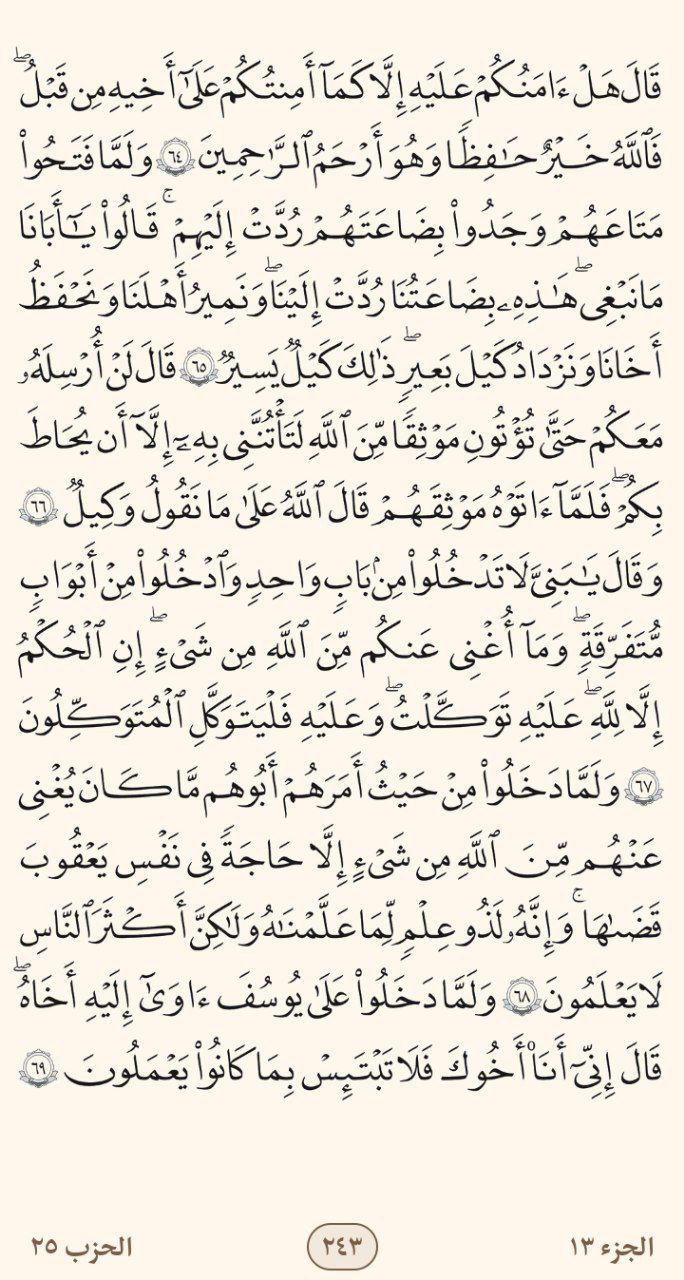 قَالَ هَلْ ءَامَنُكُمْ عَلَيْهِ إِلَّا كَمَآ أَمِنتُكُمْ عَلَىٰٓ أَخِيهِ مِن قَبْلُ ۖ
فَٱللَّهُ خَيْرٌ حَـٰفِظًا ۖ وَهُوَ أَرْحَمُ ٱلرَّٰحِمِينَ ٦٤ وَلَمَّا فَتَحُوا۟
مَتَـٰعَهُمْ وَجَدُوا۟ بِضَـٰعَتَهُمْ رُدَّتْ إِلَيْهِمْ ۚ قَالُوا۟ يَـٰٓأَبَانَا
مَا نَبْغِى ۖ هَـٰذِهِۦ بِضَـٰعَتُنَا رُدَّتْ إِلَيْنَا ۖ وَنَمِيرُ أَهْلَنَا وَنَحْفَظُ
أَخَانَا وَنَزْدَادُ كَيْلَ بَعِيرٍ ۖ ذَٰلِكَ كَيْلٌ يَسِيرٌ ٦٥ قَالَ لَنْ أُرْسِلَهُۥ
مَعَكُمْ حَتَّىٰ تُؤْتُونِ مَوْثِقًا مِّنَ ٱللَّهِ لَتَأْتُنَّنِى بِهِۦٓ إِلَّآ أَن يُحَاطَ
بِكُمْ ۖ فَلَمَّآ ءَاتَوْهُ مَوْثِقَهُمْ قَالَ ٱللَّهُ عَلَىٰ مَا نَقُولُ وَكِيلٌ ٦٦
وَقَالَ يَـٰبَنِىَّ لَا تَدْخُلُوا۟ مِنۢ بَابٍ وَٰحِدٍ وَٱدْخُلُوا۟ مِنْ أَبْوَٰبٍ
مُّتَفَرِّقَةٍ ۖ وَمَآ أُغْنِى عَنكُم مِّنَ ٱللَّهِ مِن شَىْءٍ ۖ إِنِ ٱلْحُكْمُ
إِلَّا لِلَّهِ ۖ عَلَيْهِ تَوَكَّلْتُ ۖ وَعَلَيْهِ فَلْيَتَوَكَّلِ ٱلْمُتَوَكِّلُونَ
٦٧ وَلَمَّا دَخَلُوا۟ مِنْ حَيْثُ أَمَرَهُمْ أَبُوهُم مَّا كَانَ يُغْنِى
عَنْهُم مِّنَ ٱللَّهِ مِن شَىْءٍ إِلَّا حَاجَةً فِى نَفْسِ يَعْقُوبَ
قَضَىٰهَا ۚ وَإِنَّهُۥ لَذُو عِلْمٍ لِّمَا عَلَّمْنَـٰهُ وَلَـٰكِنَّ أَكْثَرَ ٱلنَّاسِ
لَا يَعْلَمُونَ ٦٨ وَلَمَّا دَخَلُوا۟ عَلَىٰ يُوسُفَ ءَاوَىٰٓ إِلَيْهِ أَخَاهُ ۖ
قَالَ إِنِّىٓ أَنَا۠ أَخُوكَ فَلَا تَبْتَئِسْ بِمَا كَانُوا۟ يَعْمَلُونَ ٦٩
الجزء ١٣ ٢٤٣ الحزب ٢٥